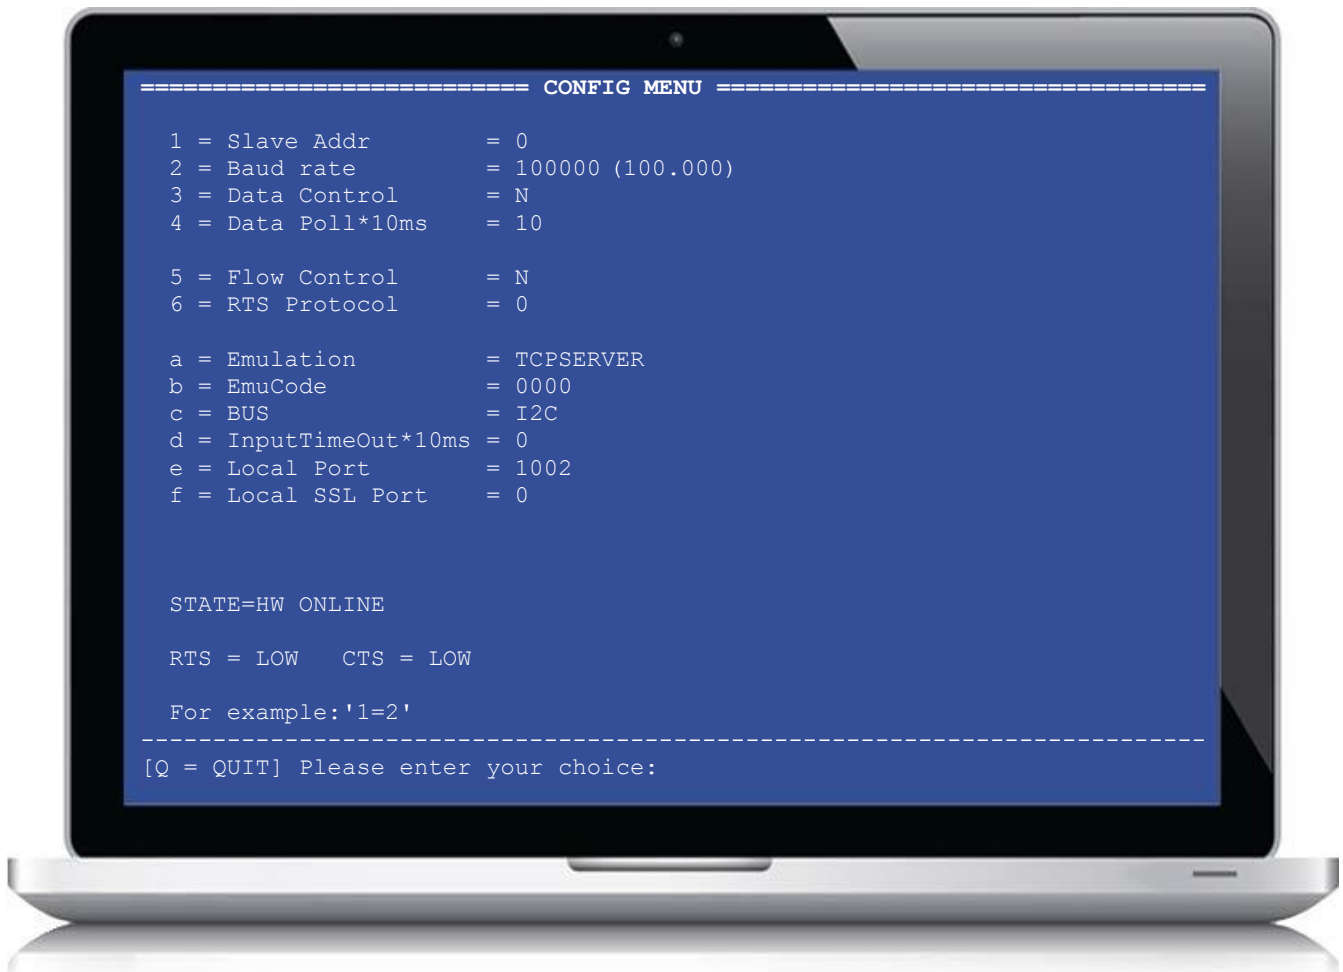 =========================== CONFIG MENU ==================================
1 = Slave Addr = 0
2 = Baud rate = 100000 (100.000)
3 = Data Control = N
4 = Data Poll*10ms = 10
5 = Flow Control = N
6 = RTS Protocol = 0
a = Emulation = TCPSERVER
b = EmuCode = 0000
c = BUS = I2C
d = InputTimeOut*10ms = 0
e = Local Port = 1002
f = Local SSL Port = 0
STATE=HW ONLINE
RTS = LOW CTS = LOW
For example:'1=2'
--------------------------------------------------------------------------
[Q = QUIT] Please enter your choice: